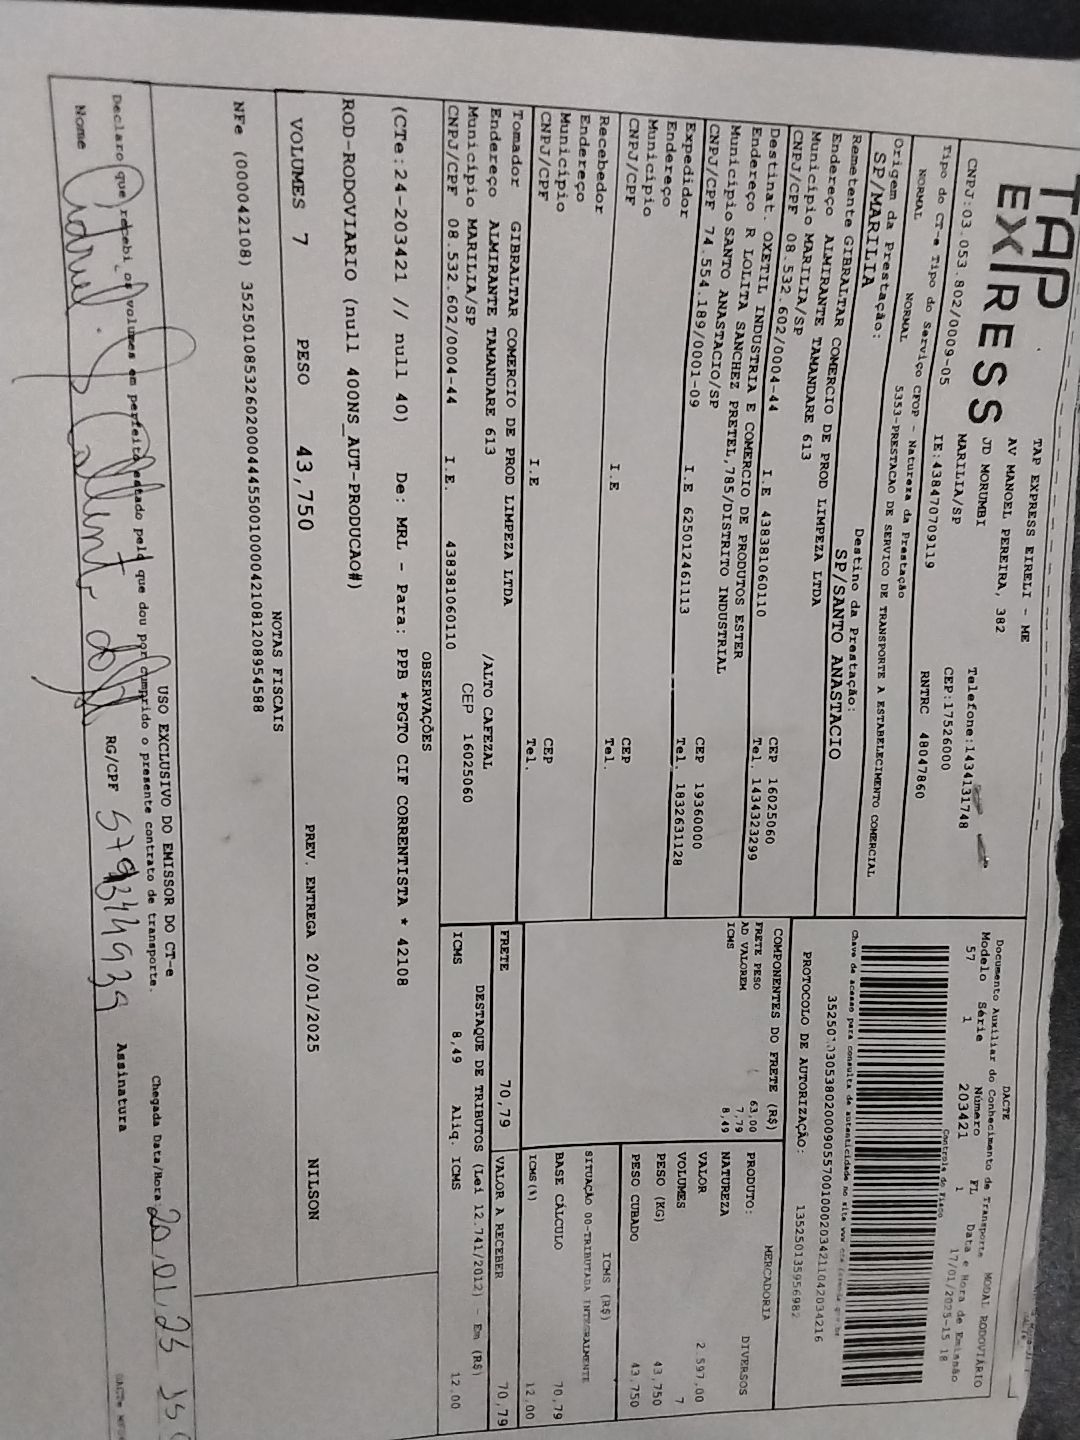 TAP
EXPRESS
TAP EXPRESS EIRELI - ME
AV MANOEL PEREIRA, 382
JD MORUMBI
MARILIA/SP
Telefone:1434131748
CEP:17526000
CNPJ:03.053.802/0009-05 IE:438470709119 RNTRC 48047860
Tipo do CT-e Tipo do Serviço CFOP - Natureza da Prestação
NORMAL NORMAL 5353-PRESTACAO DE SERVICO DE TRANSPORTE A ESTABELECIMENTO COMERCIAL
Origem da Prestação: Destino da Prestação:
SP/MARILIA SP/SANTO ANASTACIO
Remetente GIBRALTAR COMERCIO DE PROD LIMPEZA LTDA
Endereço ALMIRANTE TAMANDARE 613
Município MARILIA/SP CEP 16025060
CNPJ/CPF 08.532.602/0004-44 I.E 438381060110 Tel. 1434323299
Destinat. OXETIL INDUSTRIA E COMERCIO DE PRODUTOS ESTER
Endereço R LOLITA SANCHEZ PRETEL,785/DISTRITO INDUSTRIAL
Município SANTO ANASTACIO/SP CEP 19360000
CNPJ/CPF 74.554.189/0001-09 I.E 625012461113 Tel. 1832631128
Expedidor
Endereço
Município CEP
CNPJ/CPF I.E Tel.
Recebedor
Endereço
Município CEP
CNPJ/CPF I.E Tel.
Tomador GIBRALTAR COMERCIO DE PROD LIMPEZA LTDA
Endereço ALMIRANTE TAMANDARE 613 /ALTO CAFEZAL
Município MARILIA/SP CEP 16025060
CNPJ/CPF 08.532.602/0004-44 I.E. 438381060110
DACTE
Documento Auxiliar do Conhecimento de Transporte MODAL RODOVIÁRIO
Modelo Série Número FL Data e Hora de Emissão
57 1 203421 1 17/01/2025-15 18
Controle do Fisco
Chave de acesso para consulta de autenticidade no site www
PROTOCOLO DE AUTORIZAÇÃO: 135250135956982
COMPONENTES DO FRETE (R$)
FRETE PESO 63,00
AD VALOREM 7,79
ICMS 8,49
PRODUTO: MERCADORIA
NATUREZA DIVERSOS
VALOR 2.597,00
VOLUMES 7
PESO (KG) 43,750
PESO CUBADO 43,750
ICMS (R$)
SITUAÇÃO 00-TRIBUTADA INTEGRALMENTE
BASE CÁLCULO 70,79
ICMS(%) 12,00
FRETE 70,79 VALOR A RECEBER 70,79
DESTAQUE DE TRIBUTOS (Lei 12.741/2012) - Em (R$)
ICMS 8,49 Aliq. ICMS 12,00
OBSERVAÇÕES
(CTe:24-203421 // null 40) De: MRL - Para: PPB *PGTO CIF CORRENTISTA * 42108
ROD-RODOVIARIO (null 400NS_AUT-PRODUCAO#)
VOLUMES 7 PESO 43,750 PREV. ENTREGA 20/01/2025 NILSON
NOTAS FISCAIS
NFe (000042108) 35250108532602000444550010000421081208954588
USO EXCLUSIVO DO EMISSOR DO CT-e
Declaro que recebi os volumes em perfeito estado pelo que dou por cumprido o presente contrato de transporte.
Chegada Data/Hora: 20,01,25
Nome RG/CPF Assinatura